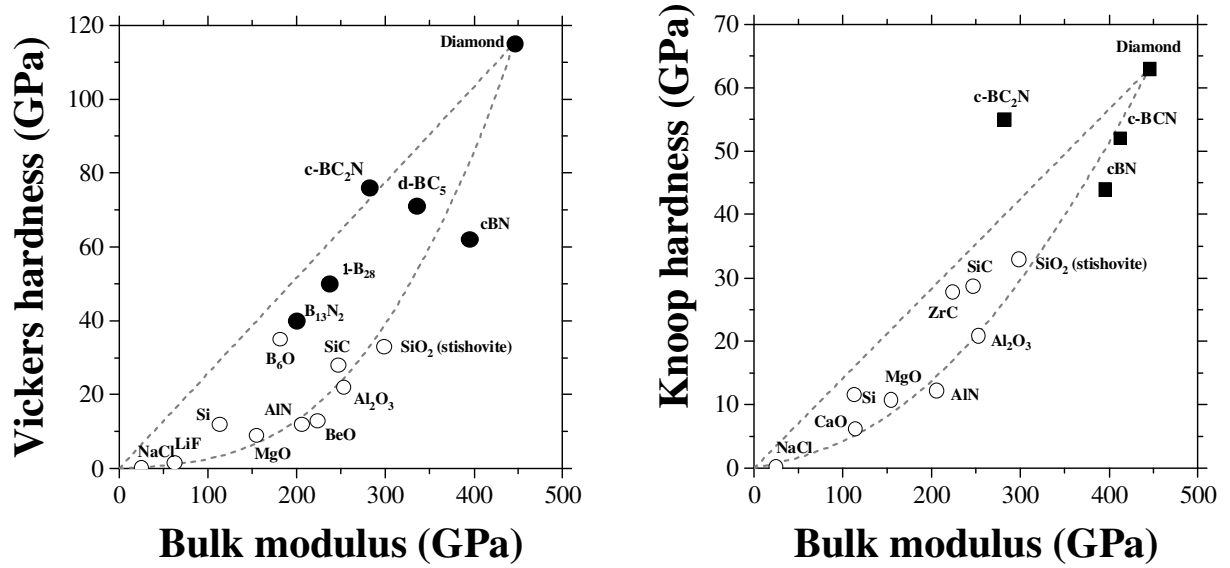 Vickers hardness (GPa)
120
100
80
60
40
20
0
Diamond
c-BC₂N
d-BC₅
cBN
1-B₂₈
B₁₃N₂
B₆O
SiC
SiO₂ (stishovite)
Al₂O₃
Si
AlN
BeO
NaCl
LiF
MgO
0 100 200 300 400 500
Bulk modulus (GPa)
Knoop hardness (GPa)
70
60
50
40
30
20
10
0
Diamond
c-BC₂N
c-BCN
cBN
SiC
SiO₂ (stishovite)
ZrC
Al₂O₃
MgO
Si
AlN
CaO
NaCl
0 100 200 300 400 500
Bulk modulus (GPa)